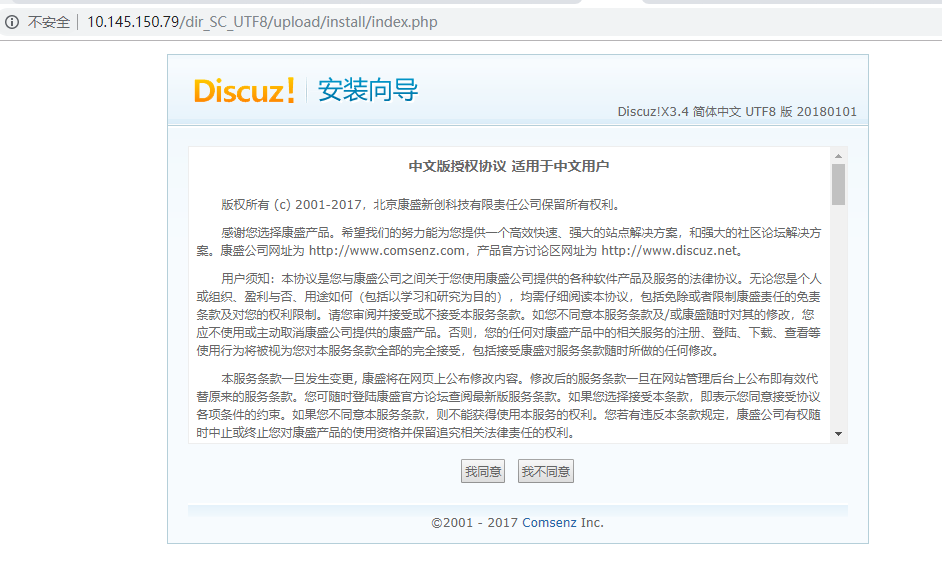 不安全 10.145.150.79/dir_SC_UTF8/upload/install/index.php
Discuz! 安装向导
Discuz!X3.4 简体中文 UTF8 版 20180101
中文版授权协议 适用于中文用户
版权所有 (c) 2001-2017，北京康盛新创科技有限责任公司保留所有权利。
感谢您选择康盛产品。希望我们的努力能为您提供一个高效快速、强大的站点解决方案，和强大的社区论坛解决方
案。康盛公司网址为 http://www.comsenz.com，产品官方讨论区网址为 http://www.discuz.net。
用户须知：本协议是您与康盛公司之间关于您使用康盛公司提供的各种软件产品及服务的法律协议。无论您是个人
或组织、盈利与否、用途如何（包括以学习和研究为目的），均需仔细阅读本协议，包括免除或者限制康盛责任的免责
条款及对您的权利限制。请您审阅并接受或不接受本服务条款。如您不同意本服务条款及/或康盛随时对其的修改，您
应不使用或主动取消康盛公司提供的康盛产品。否则，您的任何对康盛产品中的相关服务的注册、登陆、下载、查看等
使用行为将被视为您对本服务条款全部的完全接受，包括接受康盛对服务条款随时所做的任何修改。
本服务条款一旦发生变更, 康盛将在网页上公布修改内容。修改后的服务条款一旦在网站管理后台上公布即有效代
替原来的服务条款。您可随时登陆康盛官方论坛查阅最新版服务条款。如果您选择接受本条款，即表示您同意接受协议
各项条件的约束。如果您不同意本服务条款，则不能获得使用本服务的权利。您若有违反本条款规定，康盛公司有权随
时中止或终止您对康盛产品的使用资格并保留追究相关法律责任的权利。
我同意 我不同意
©2001 - 2017 Comsenz Inc.